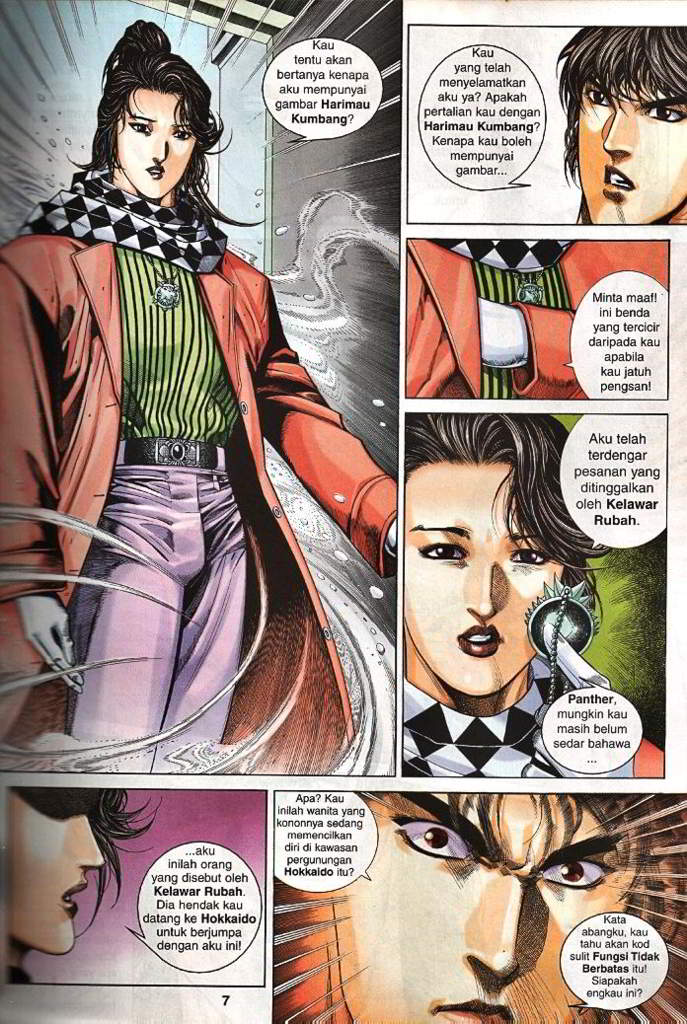 Kau
tentu akan
bertanya kenapa
aku mempunyai
gambar Harimau
Kumbang?
Kau
yang telah
menyelamatkan
aku ya? Apakah
pertalian kau dengan
Harimau Kumbang?
Kenapa kau boleh
mempunyai
gambar...
Minta maaf!
ini benda
yang tercicir
daripada kau
apabila
kau jatuh
pengsan!
Aku telah
terdengar
pesanan yang
ditinggalkan
oleh Kelawar
Rubah.
Panther,
mungkin kau
masih belum
sedar bahawa
...
...aku
inilah orang
yang disebut oleh
Kelawar Rubah.
Dia hendak kau
datang ke Hokkaido
untuk berjumpa
dengan aku ini!
Apa? Kau
inilah wanita yang
kononnya sedang
memencilkan
diri di kawasan
pergunungan
Hokkaido itu?
Kata
abangku, kau
tahu akan kod
sulit Fungsi Tidak
Berbatas itu!
Siapakah
engkau ini?
7